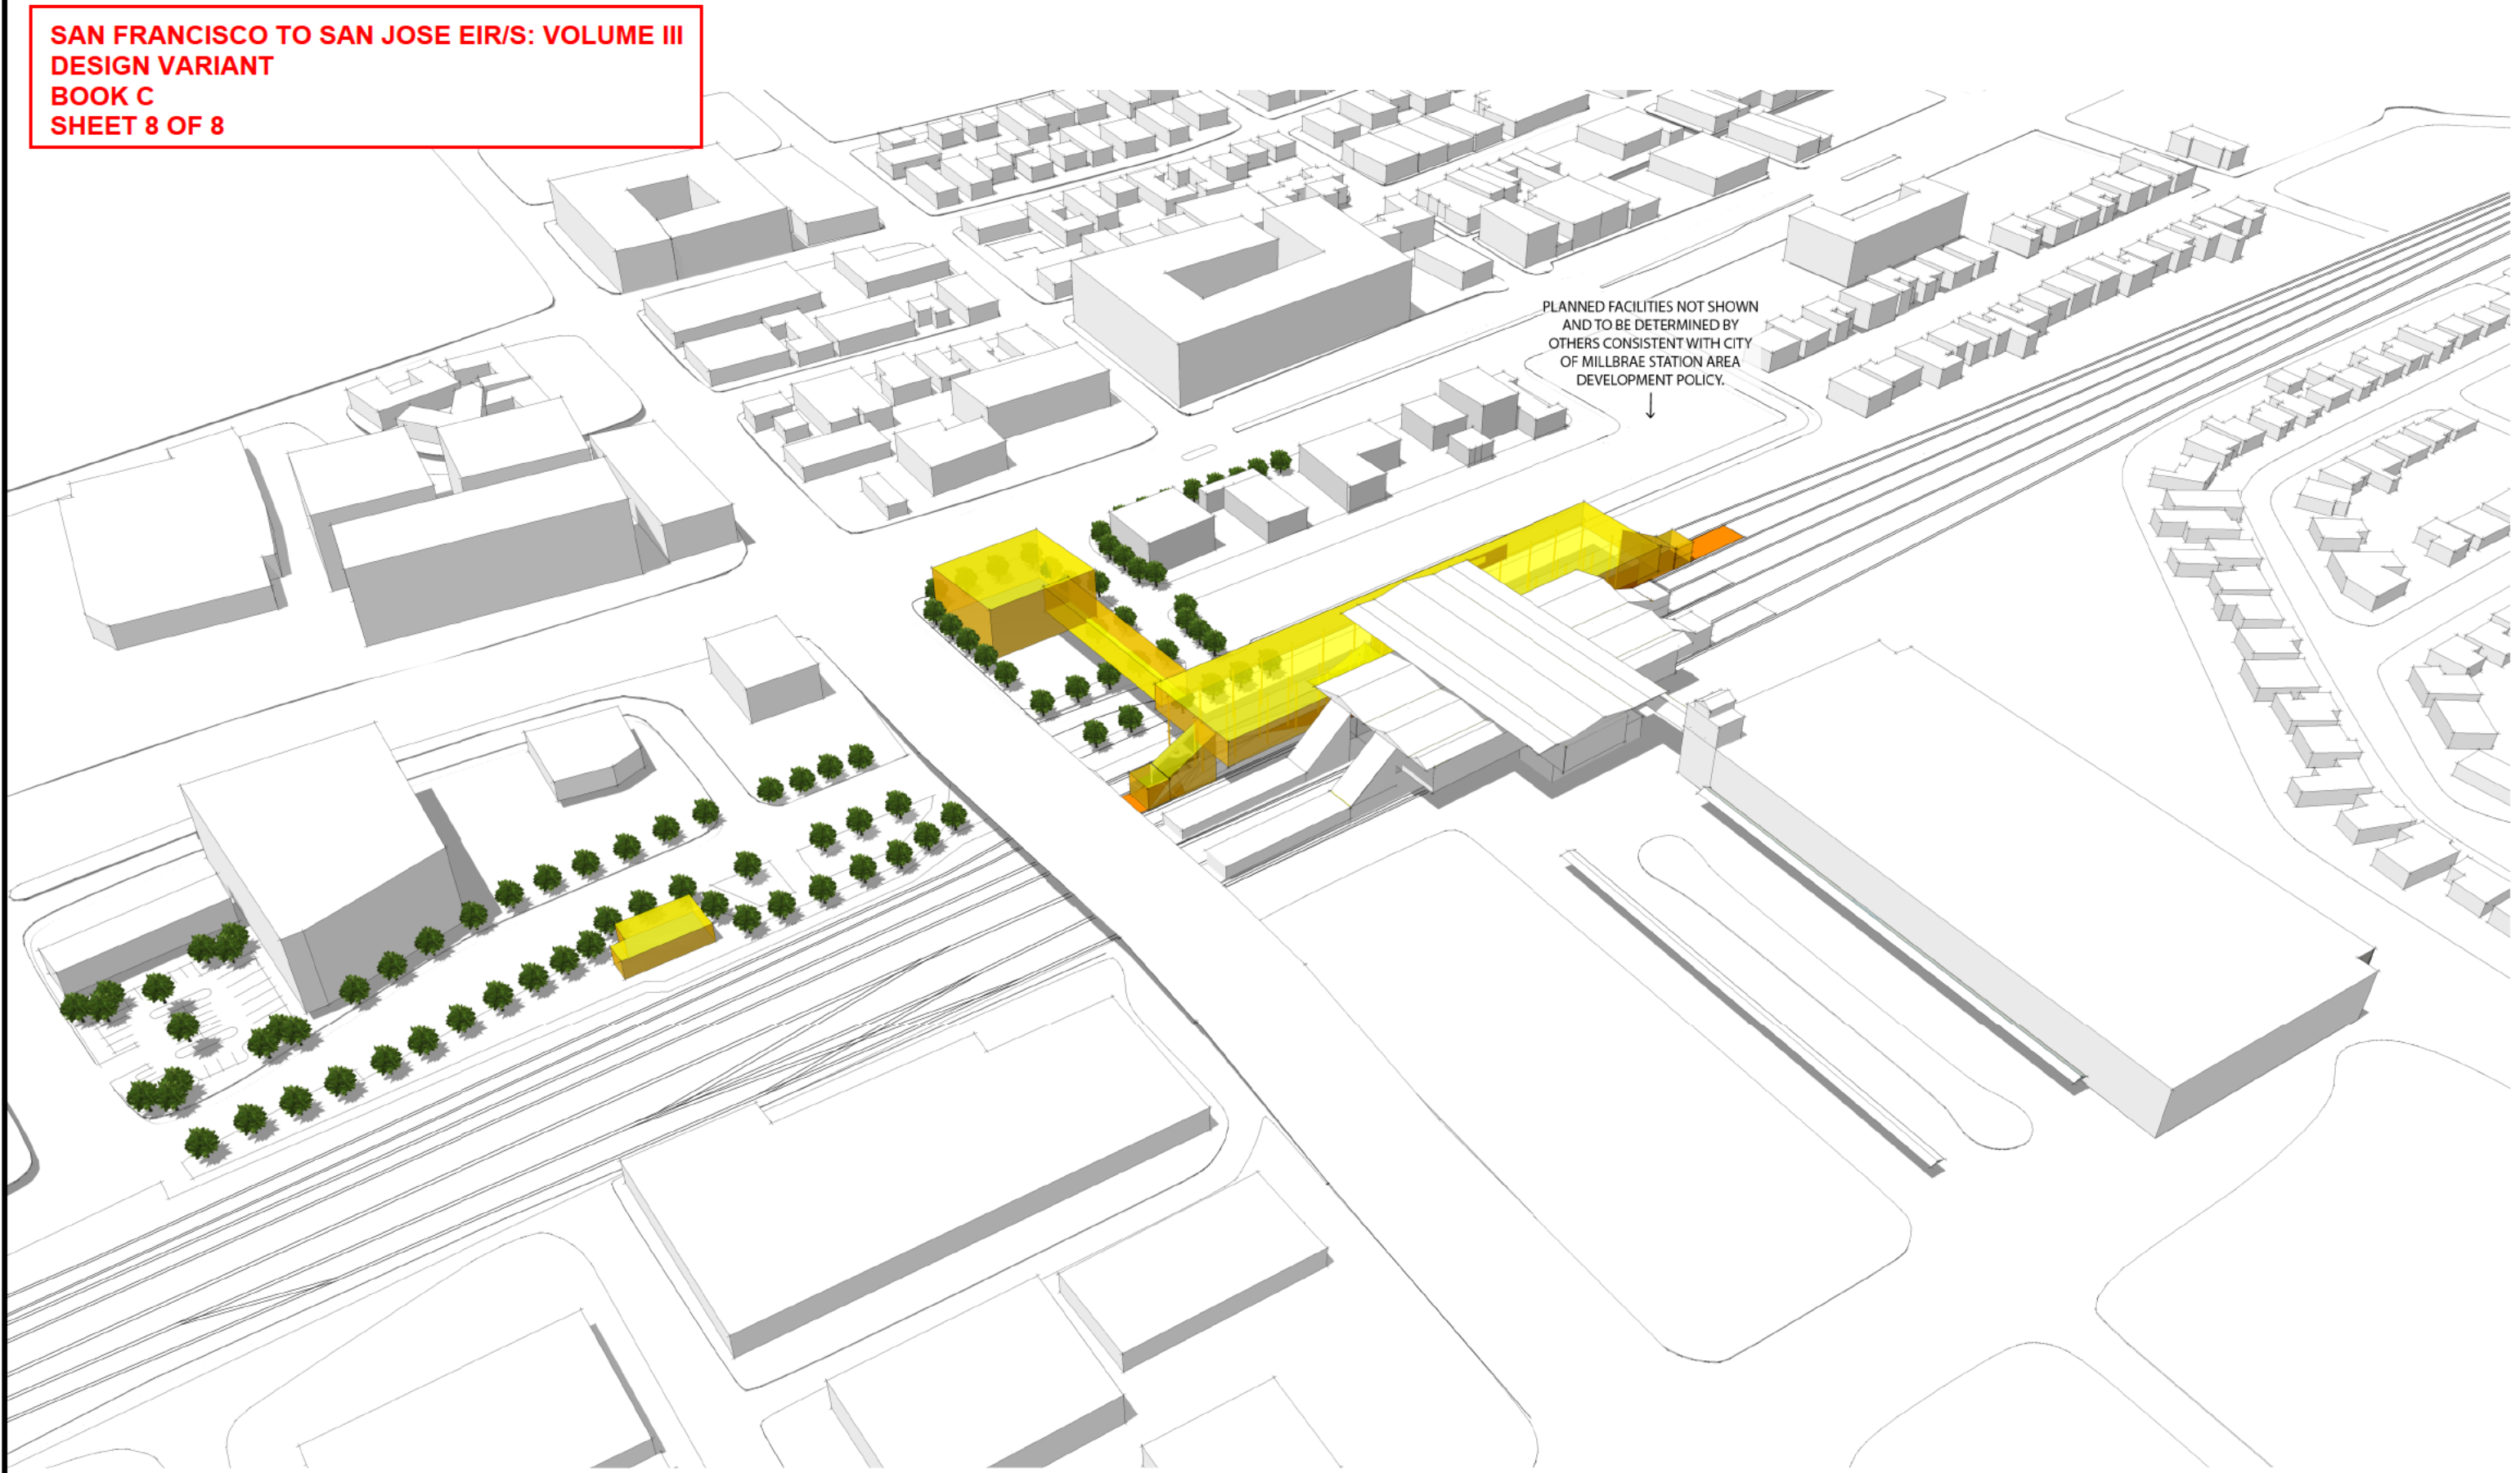 SAN FRANCISCO TO SAN JOSE EIR/S: VOLUME III
DESIGN VARIANT
BOOK C
SHEET 8 OF 8
PLANNED FACILITIES NOT SHOWN
AND TO BE DETERMINED BY
OTHERS CONSISTENT WITH CITY
OF MILLBRAE STATION AREA
DEVELOPMENT POLICY.